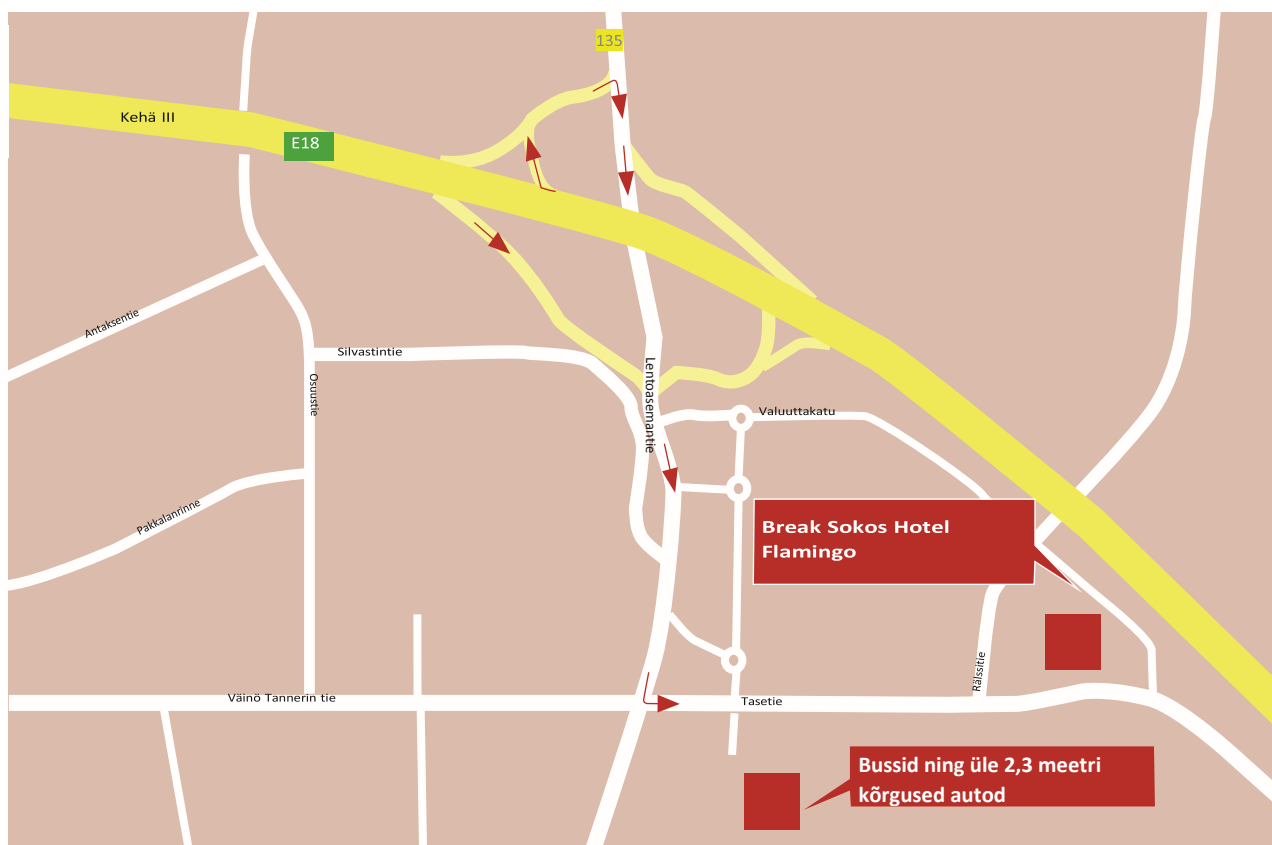 135
Kehä III
E18
Antaksentie
Silvastintie
Osuustie
Lentoasemantie
Valuuttakatu
Pakkalanrinne
Break Sokos Hotel
Flamingo
Rälssitie
Väinö Tannerin tie
Tasetie
Bussid ning üle 2,3 meetri
kõrgused autod